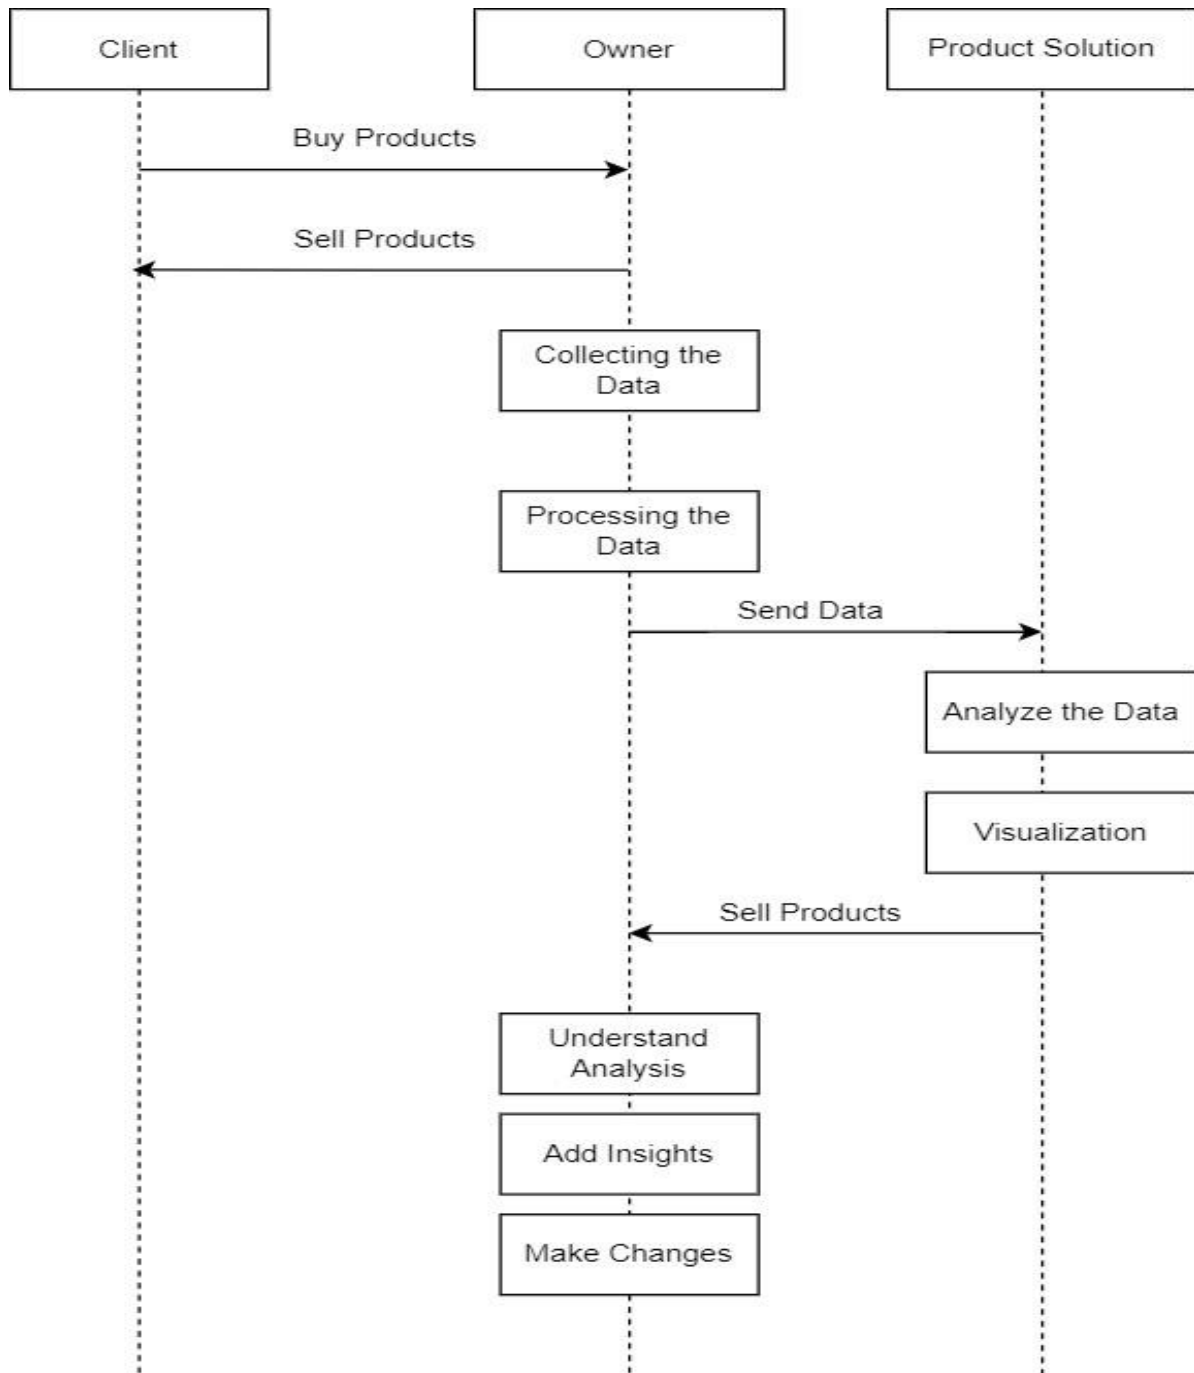 Client
Owner
Product Solution
Buy Products
Sell Products
Collecting the
Data
Processing the
Data
Send Data
Analyze the Data
Visualization
Sell Products
Understand
Analysis
Add Insights
Make Changes